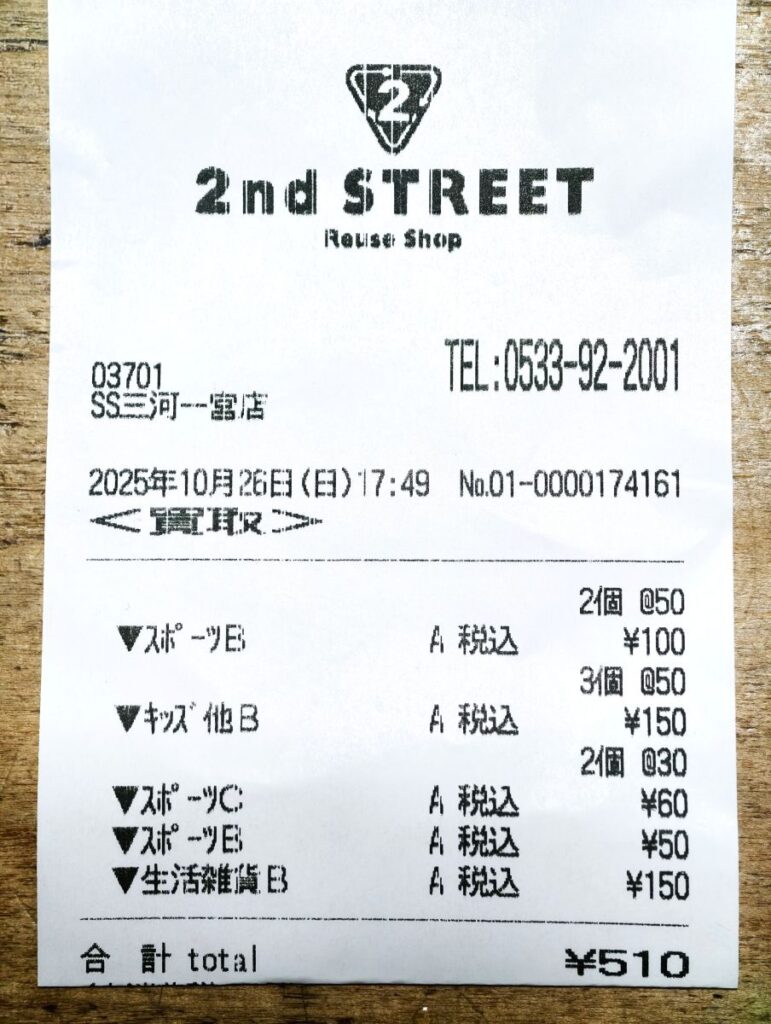 2
2nd STREET
Reuse Shop
TEL:0533-92-2001
03701
SS三河一宮店
2025年10月26日(日)17:49 №01-0000174161
<買取>
2個 @50
▼スポーツB A 税込 ¥100
3個 @50
▼キッズ他B A 税込 ¥150
2個 @30
▼スポーツC A 税込 ¥60
▼スポーツB A 税込 ¥50
▼生活雑貨B A 税込 ¥150
合 計 total ¥510